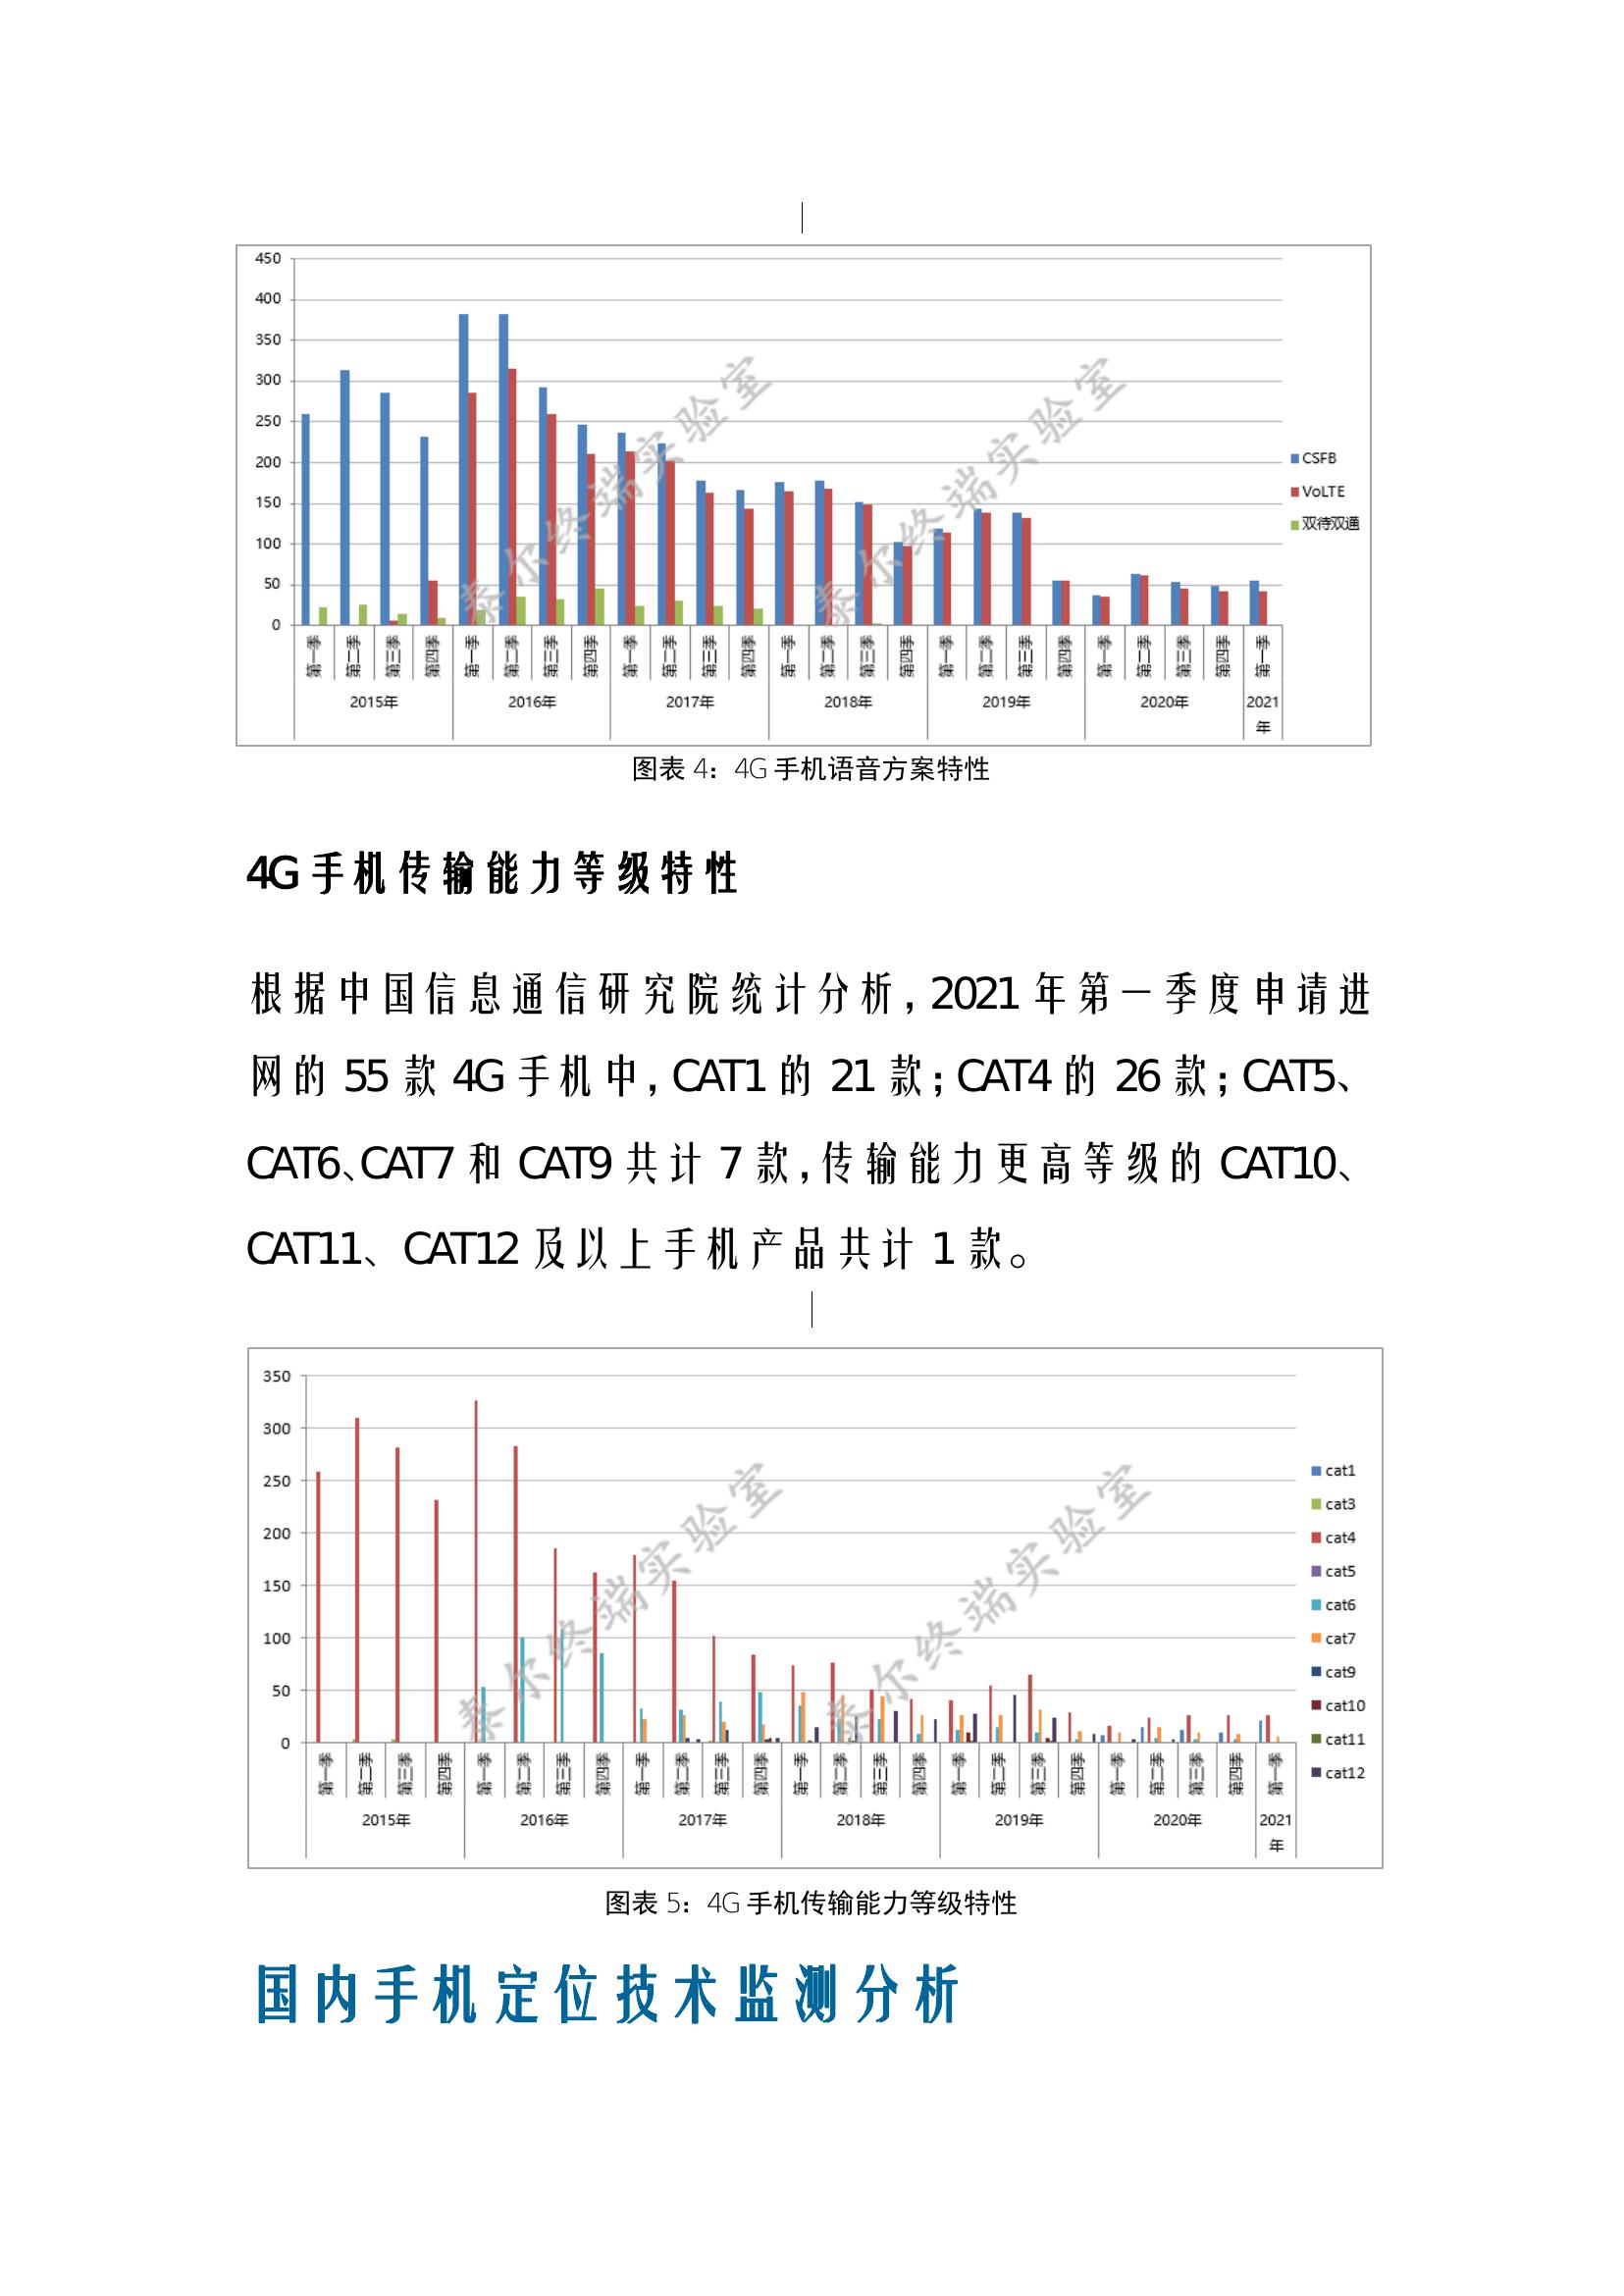 450
400
350
300
250
200
150
100
50
0
CSFB
VoLTE
双待双通
第一季 第二季 第三季 第四季 第一季 第二季 第三季 第四季 第一季 第二季 第三季 第四季 第一季 第二季 第三季 第四季 第一季 第二季 第三季 第四季 第一季 第二季 第三季 第四季 第一季
2015年 2016年 2017年 2018年 2019年 2020年 2021年
泰尔终端实验室 泰尔终端实验室
图表 4：4G 手机语音方案特性
4G 手机传输能力等级特性
根据中国信息通信研究院统计分析，2021 年第一季度申请进
网的 55 款 4G 手机中，CAT1 的 21 款；CAT4 的 26 款；CAT5、
CAT6、CAT7 和 CAT9 共计 7 款，传输能力更高等级的 CAT10、
CAT11、CAT12 及以上手机产品共计 1 款。
350
300
250
200
150
100
50
0
cat1
cat3
cat4
cat5
cat6
cat7
cat9
cat10
cat11
cat12
第一季 第二季 第三季 第四季 第一季 第二季 第三季 第四季 第一季 第二季 第三季 第四季 第一季 第二季 第三季 第四季 第一季 第二季 第三季 第四季 第一季 第二季 第三季 第四季 第一季
2015年 2016年 2017年 2018年 2019年 2020年 2021年
泰尔终端实验室 泰尔终端实验室
图表 5：4G 手机传输能力等级特性
国内手机定位技术监测分析